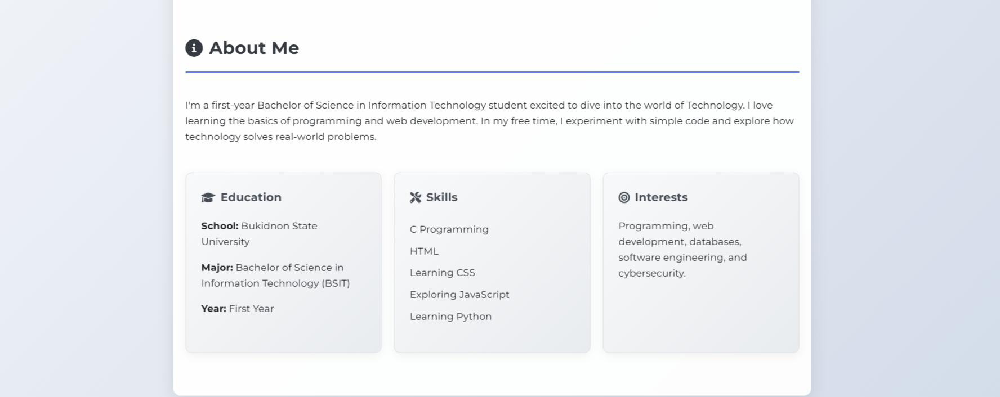 About Me
I'm a first-year Bachelor of Science in Information Technology student excited to dive into the world of Technology. I love
learning the basics of programming and web development. In my free time, I experiment with simple code and explore how
technology solves real-world problems.
Education
School: Bukidnon State
University
Major: Bachelor of Science in
Information Technology (BSIT)
Year: First Year
Skills
C Programming
HTML
Learning CSS
Exploring JavaScript
Learning Python
Interests
Programming, web
development, databases,
software engineering, and
cybersecurity.